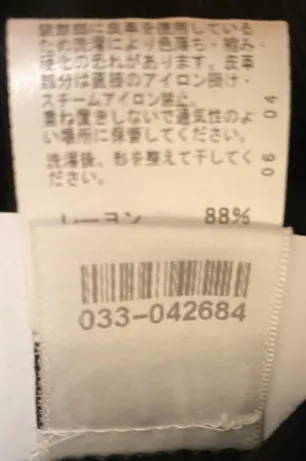 装飾部に皮革を使用している
ため洗濯により色落ち・縮み・
硬化の恐れがあります。皮革
部分は直接のアイロン掛け・
スチームアイロン禁止。
重ね置きしないで通気性のよ
い場所に保管してください。
洗濯後、形を整えて干してく
ださい。
06 04
レーヨン 88%
033-042684